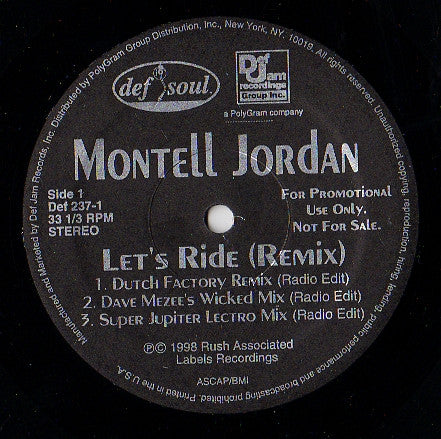 Manufactured and Marketed by Def Jam Records, Inc. Distributed by PolyGram Group Distribution, Inc., New York, NY, 10019. All rights reserved. Unauthorized copying, reproduction, hiring, lending, public performance and broadcasting prohibited. Printed in the U.S.A.
def soul
Def Jam
recordings
Group Inc.
a PolyGram company
MONTELL JORDAN
Side 1
Def 237-1
33 1/3 RPM
STEREO
FOR PROMOTIONAL
USE ONLY.
NOT FOR SALE.
LET'S RIDE (REMIX)
1. DUTCH FACTORY REMIX (Radio Edit)
2. DAVE MEZEE'S WICKED MIX (Radio Edit)
3. SUPER JUPITER LECTRO MIX (Radio Edit)
℗© 1998 Rush Associated
Labels Recordings
ASCAP/BMI